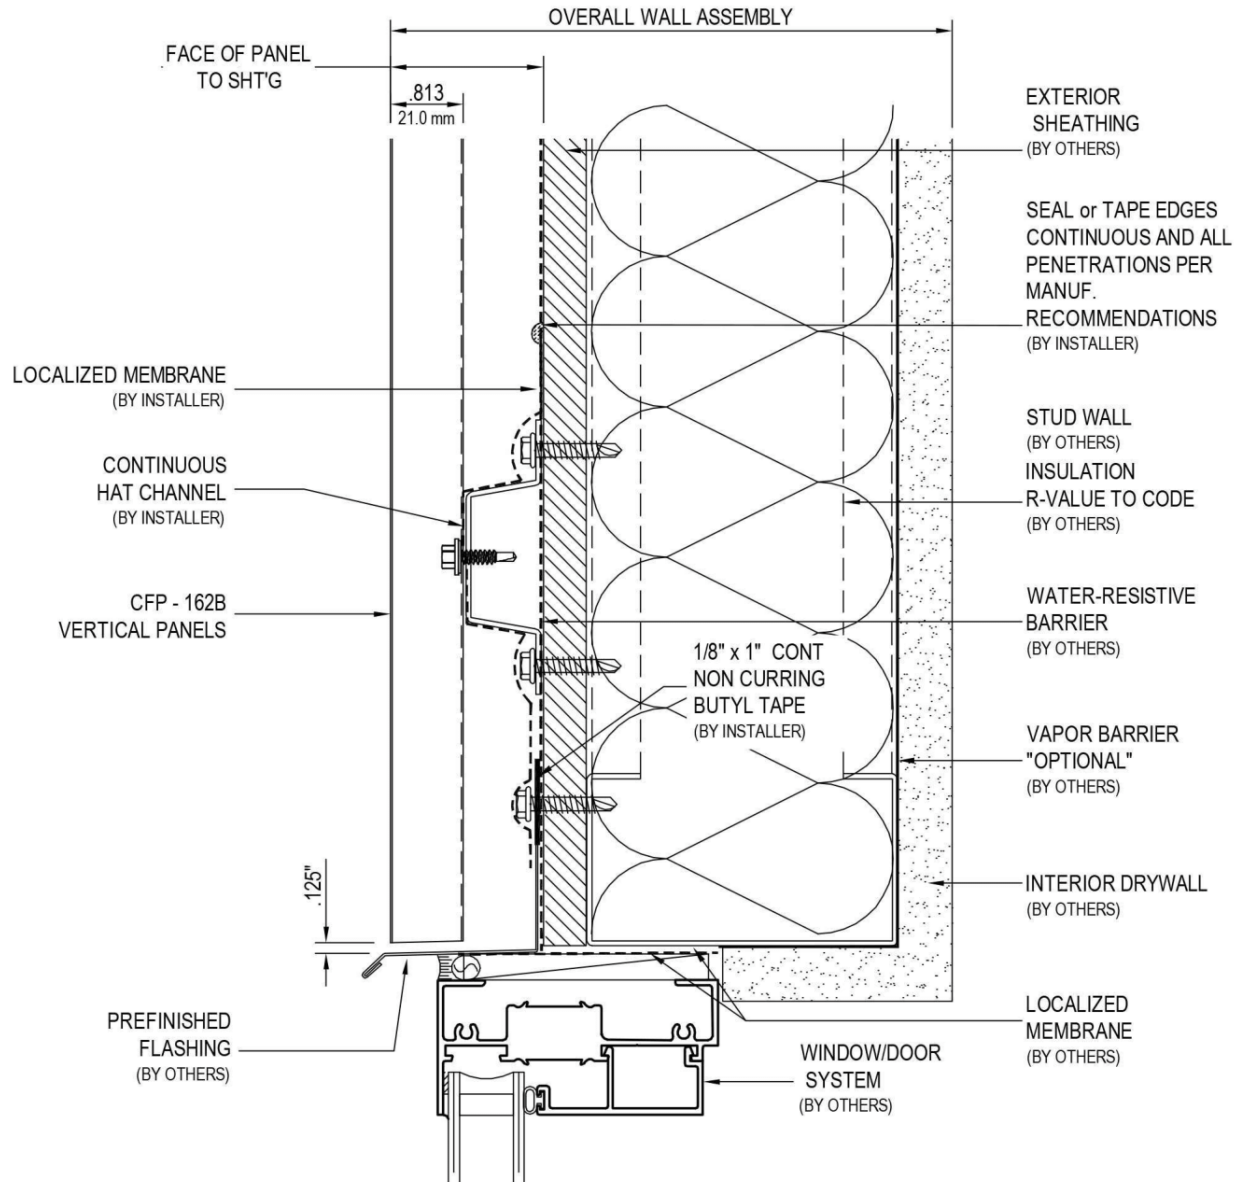 OVERALL WALL ASSEMBLY
FACE OF PANEL
TO SHT'G
.813
21.0 mm
EXTERIOR
SHEATHING
(BY OTHERS)
SEAL or TAPE EDGES
CONTINUOUS AND ALL
PENETRATIONS PER
MANUF.
RECOMMENDATIONS
(BY INSTALLER)
LOCALIZED MEMBRANE
(BY INSTALLER)
STUD WALL
(BY OTHERS)
CONTINUOUS
HAT CHANNEL
(BY INSTALLER)
INSULATION
R-VALUE TO CODE
(BY OTHERS)
CFP - 162B
VERTICAL PANELS
WATER-RESISTIVE
BARRIER
(BY OTHERS)
1/8" x 1" CONT
NON CURRING
BUTYL TAPE
(BY INSTALLER)
VAPOR BARRIER
"OPTIONAL"
(BY OTHERS)
.125"
INTERIOR DRYWALL
(BY OTHERS)
PREFINISHED
FLASHING
(BY OTHERS)
LOCALIZED
MEMBRANE
(BY OTHERS)
WINDOW/DOOR
SYSTEM
(BY OTHERS)